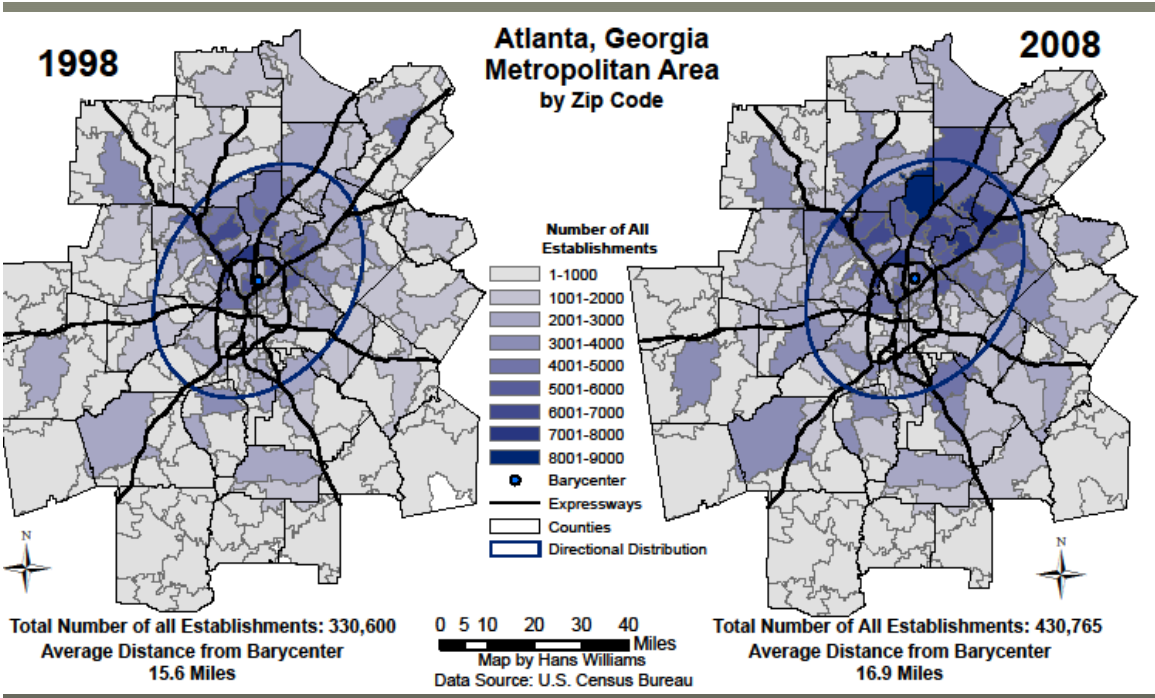 1998
Atlanta, Georgia
Metropolitan Area
by Zip Code
2008
Number of All
Establishments
1-1000
1001-2000
2001-3000
3001-4000
4001-5000
5001-6000
6001-7000
7001-8000
8001-9000
Barycenter
Expressways
Counties
Directional Distribution
N
N
Total Number of all Establishments: 330,600
Average Distance from Barycenter
15.6 Miles
0 5 10 20 30 40
Miles
Map by Hans Williams
Data Source: U.S. Census Bureau
Total Number of All Establishments: 430,765
Average Distance from Barycenter
16.9 Miles